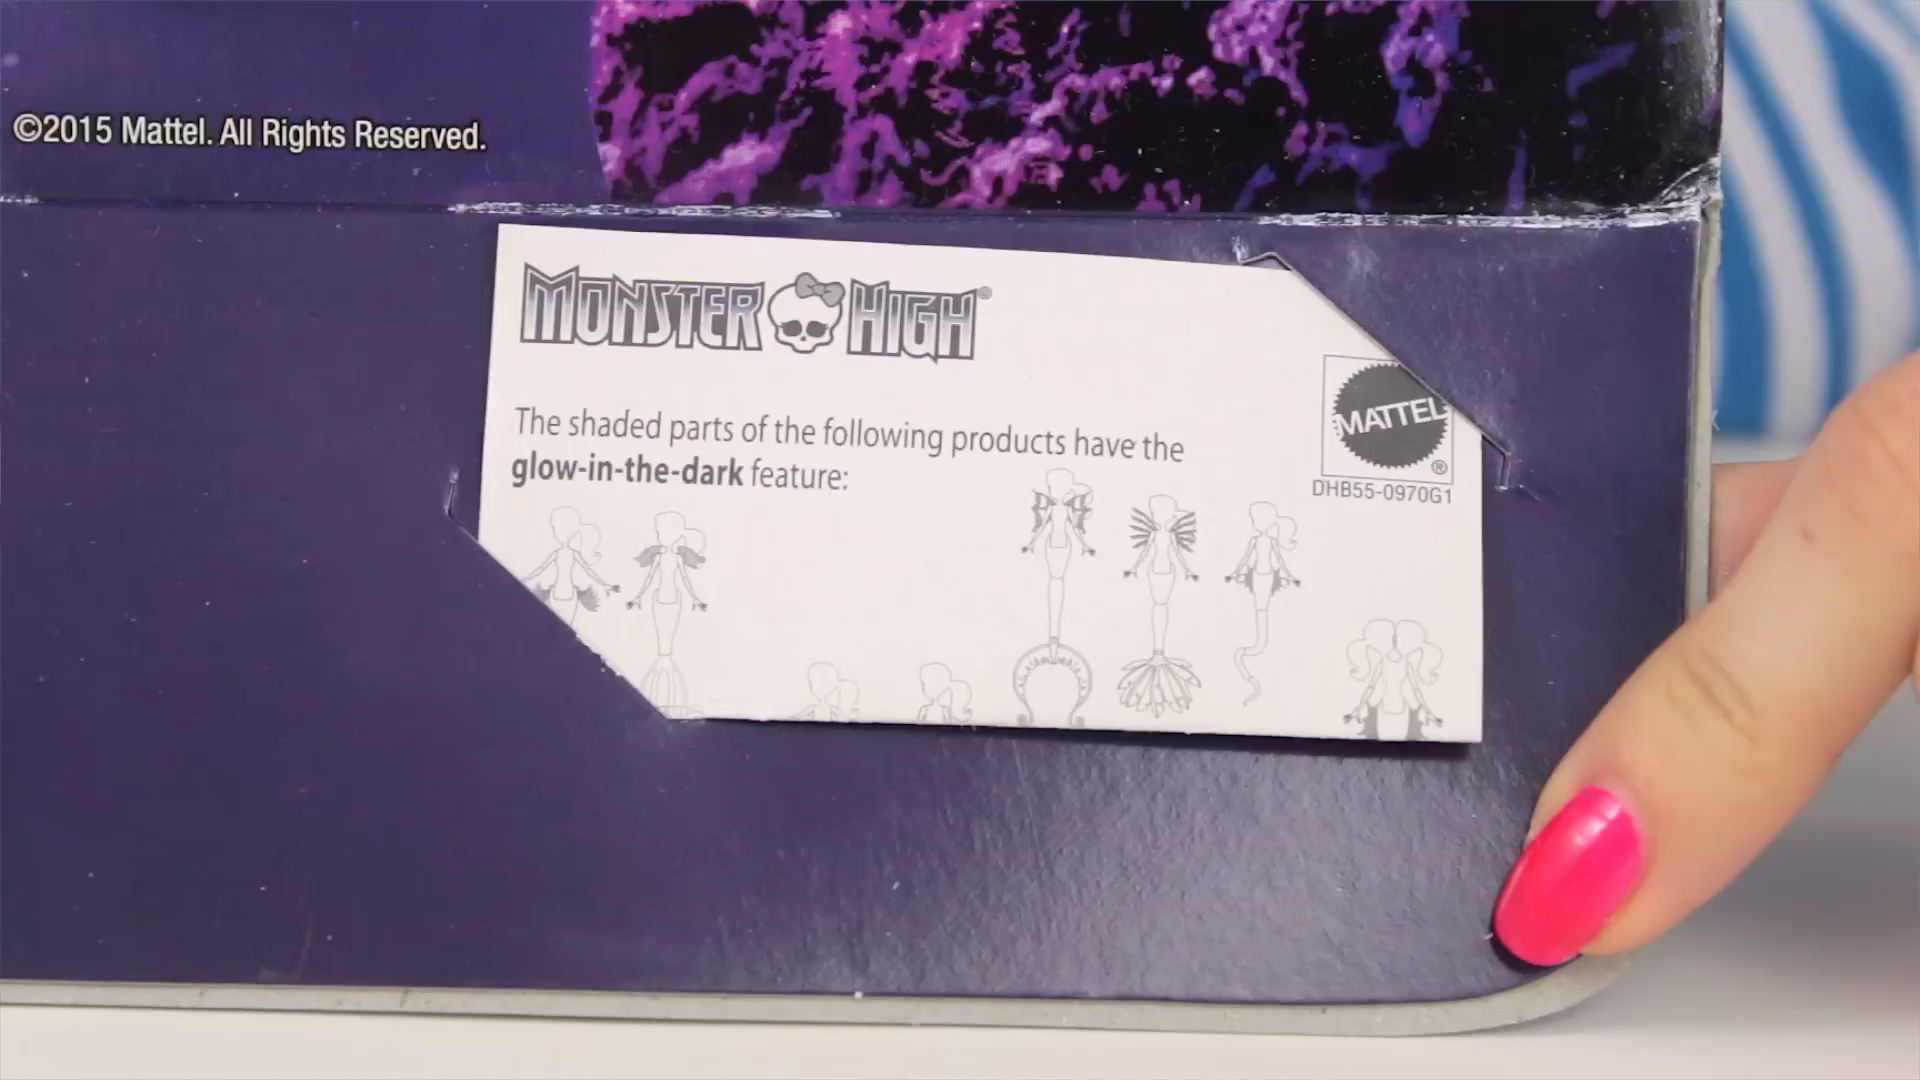 ©2015 Mattel. All Rights Reserved.
MONSTER HIGH®
The shaded parts of the following products have the
glow-in-the-dark feature:
MATTEL®
DHB55-0970G1